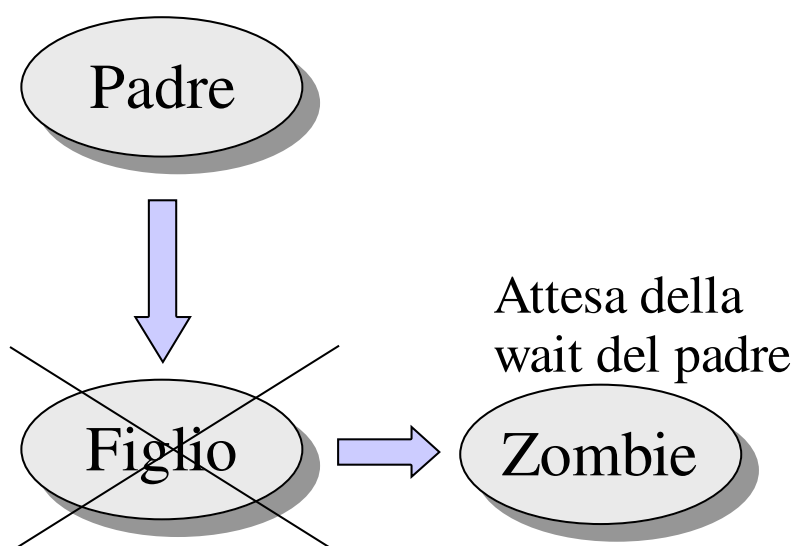 Padre
Attesa della
wait del padre
Figlio
Zombie